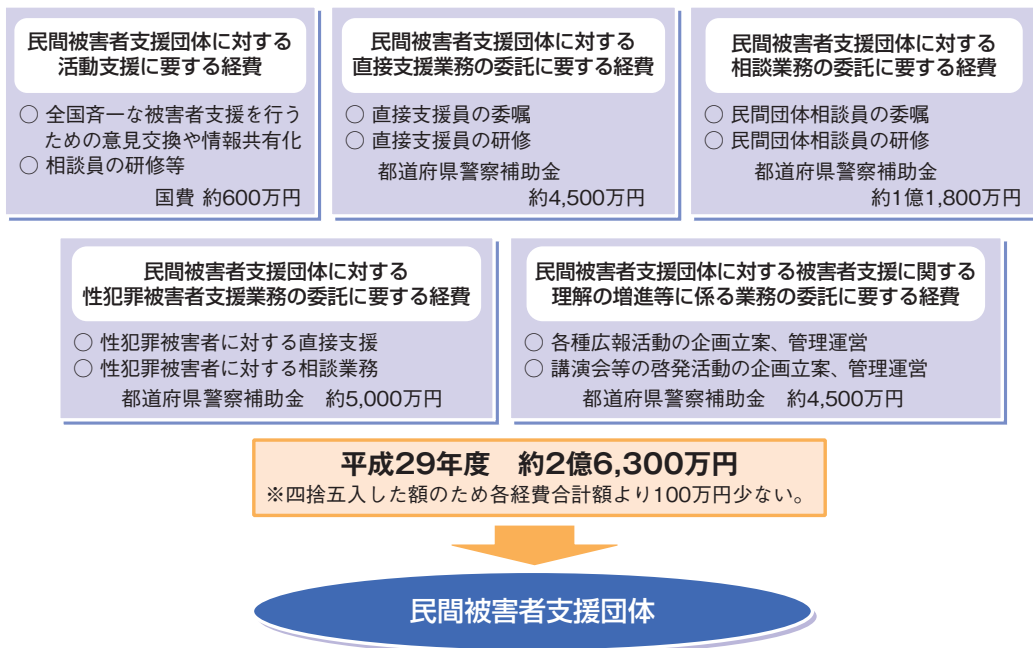 民間被害者支援団体に対する
活動支援に要する経費
○ 全国斉一な被害者支援を行う
ための意見交換や情報共有化
○ 相談員の研修等
国費 約600万円
民間被害者支援団体に対する
直接支援業務の委託に要する経費
○ 直接支援員の委嘱
○ 直接支援員の研修
都道府県警察補助金
約4,500万円
民間被害者支援団体に対する
相談業務の委託に要する経費
○ 民間団体相談員の委嘱
○ 民間団体相談員の研修
都道府県警察補助金
約1億1,800万円
民間被害者支援団体に対する
性犯罪被害者支援業務の委託に要する経費
○ 性犯罪被害者に対する直接支援
○ 性犯罪被害者に対する相談業務
都道府県警察補助金 約5,000万円
民間被害者支援団体に対する被害者支援に関する
理解の増進等に係る業務の委託に要する経費
○ 各種広報活動の企画立案、管理運営
○ 講演会等の啓発活動の企画立案、管理運営
都道府県警察補助金 約4,500万円
平成29年度 約2億6,300万円
※四捨五入した額のため各経費合計額より100万円少ない。
民間被害者支援団体